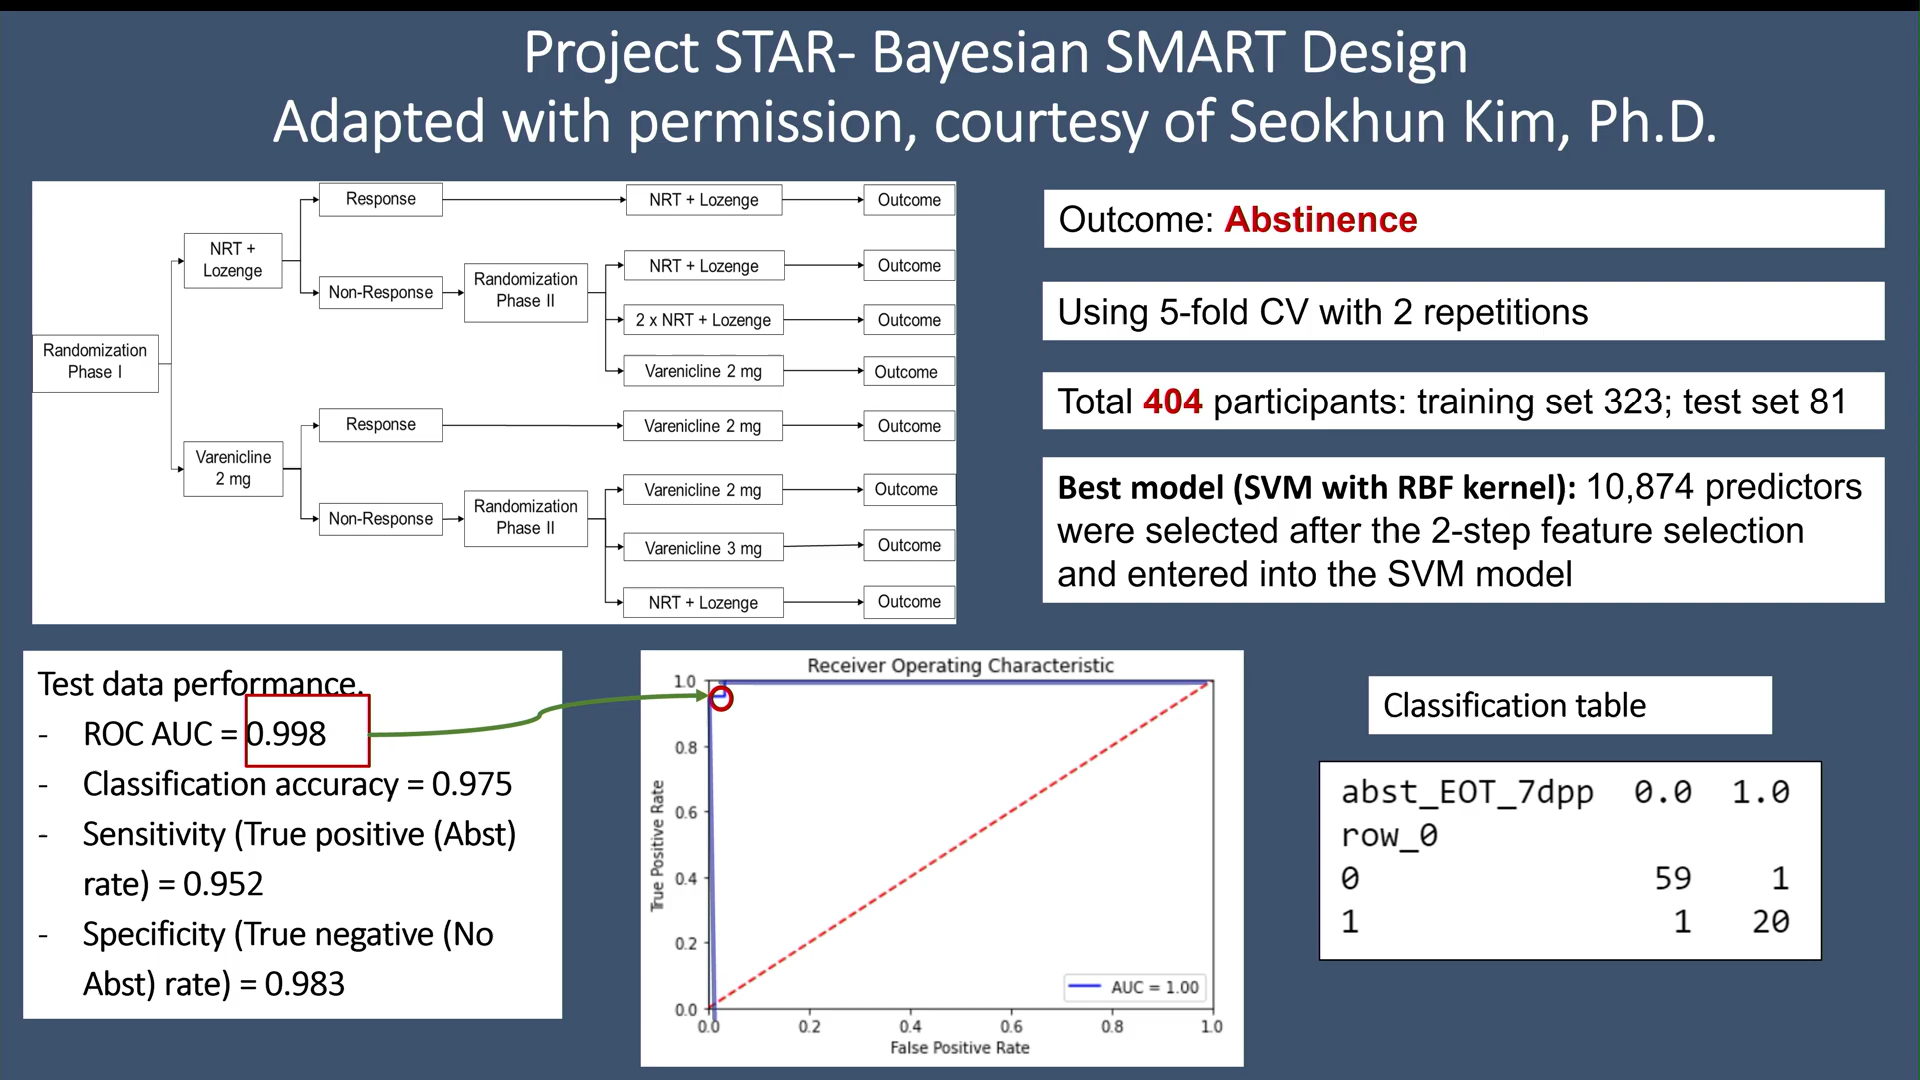 Project STAR- Bayesian SMART Design
Adapted with permission, courtesy of Seokhun Kim, Ph.D.
Randomization
Phase I
NRT +
Lozenge
Response
NRT + Lozenge
Outcome
Non-Response
Randomization
Phase II
NRT + Lozenge
Outcome
2 x NRT + Lozenge
Outcome
Varenicline 2 mg
Outcome
Varenicline
2 mg
Response
Varenicline 2 mg
Outcome
Non-Response
Randomization
Phase II
Varenicline 2 mg
Outcome
Varenicline 3 mg
Outcome
NRT + Lozenge
Outcome
Outcome: Abstinence
Using 5-fold CV with 2 repetitions
Total 404 participants: training set 323; test set 81
Best model (SVM with RBF kernel): 10,874 predictors
were selected after the 2-step feature selection
and entered into the SVM model
Test data performance.
- ROC AUC = 0.998
- Classification accuracy = 0.975
- Sensitivity (True positive (Abst)
rate) = 0.952
- Specificity (True negative (No
Abst) rate) = 0.983
Receiver Operating Characteristic
True Positive Rate
1.0
0.8
0.6
0.4
0.2
0.0
0.0 0.2 0.4 0.6 0.8 1.0
False Positive Rate
AUC = 1.00
Classification table
abst_EOT_7dpp 0.0 1.0
row_0
0 59 1
1 1 20